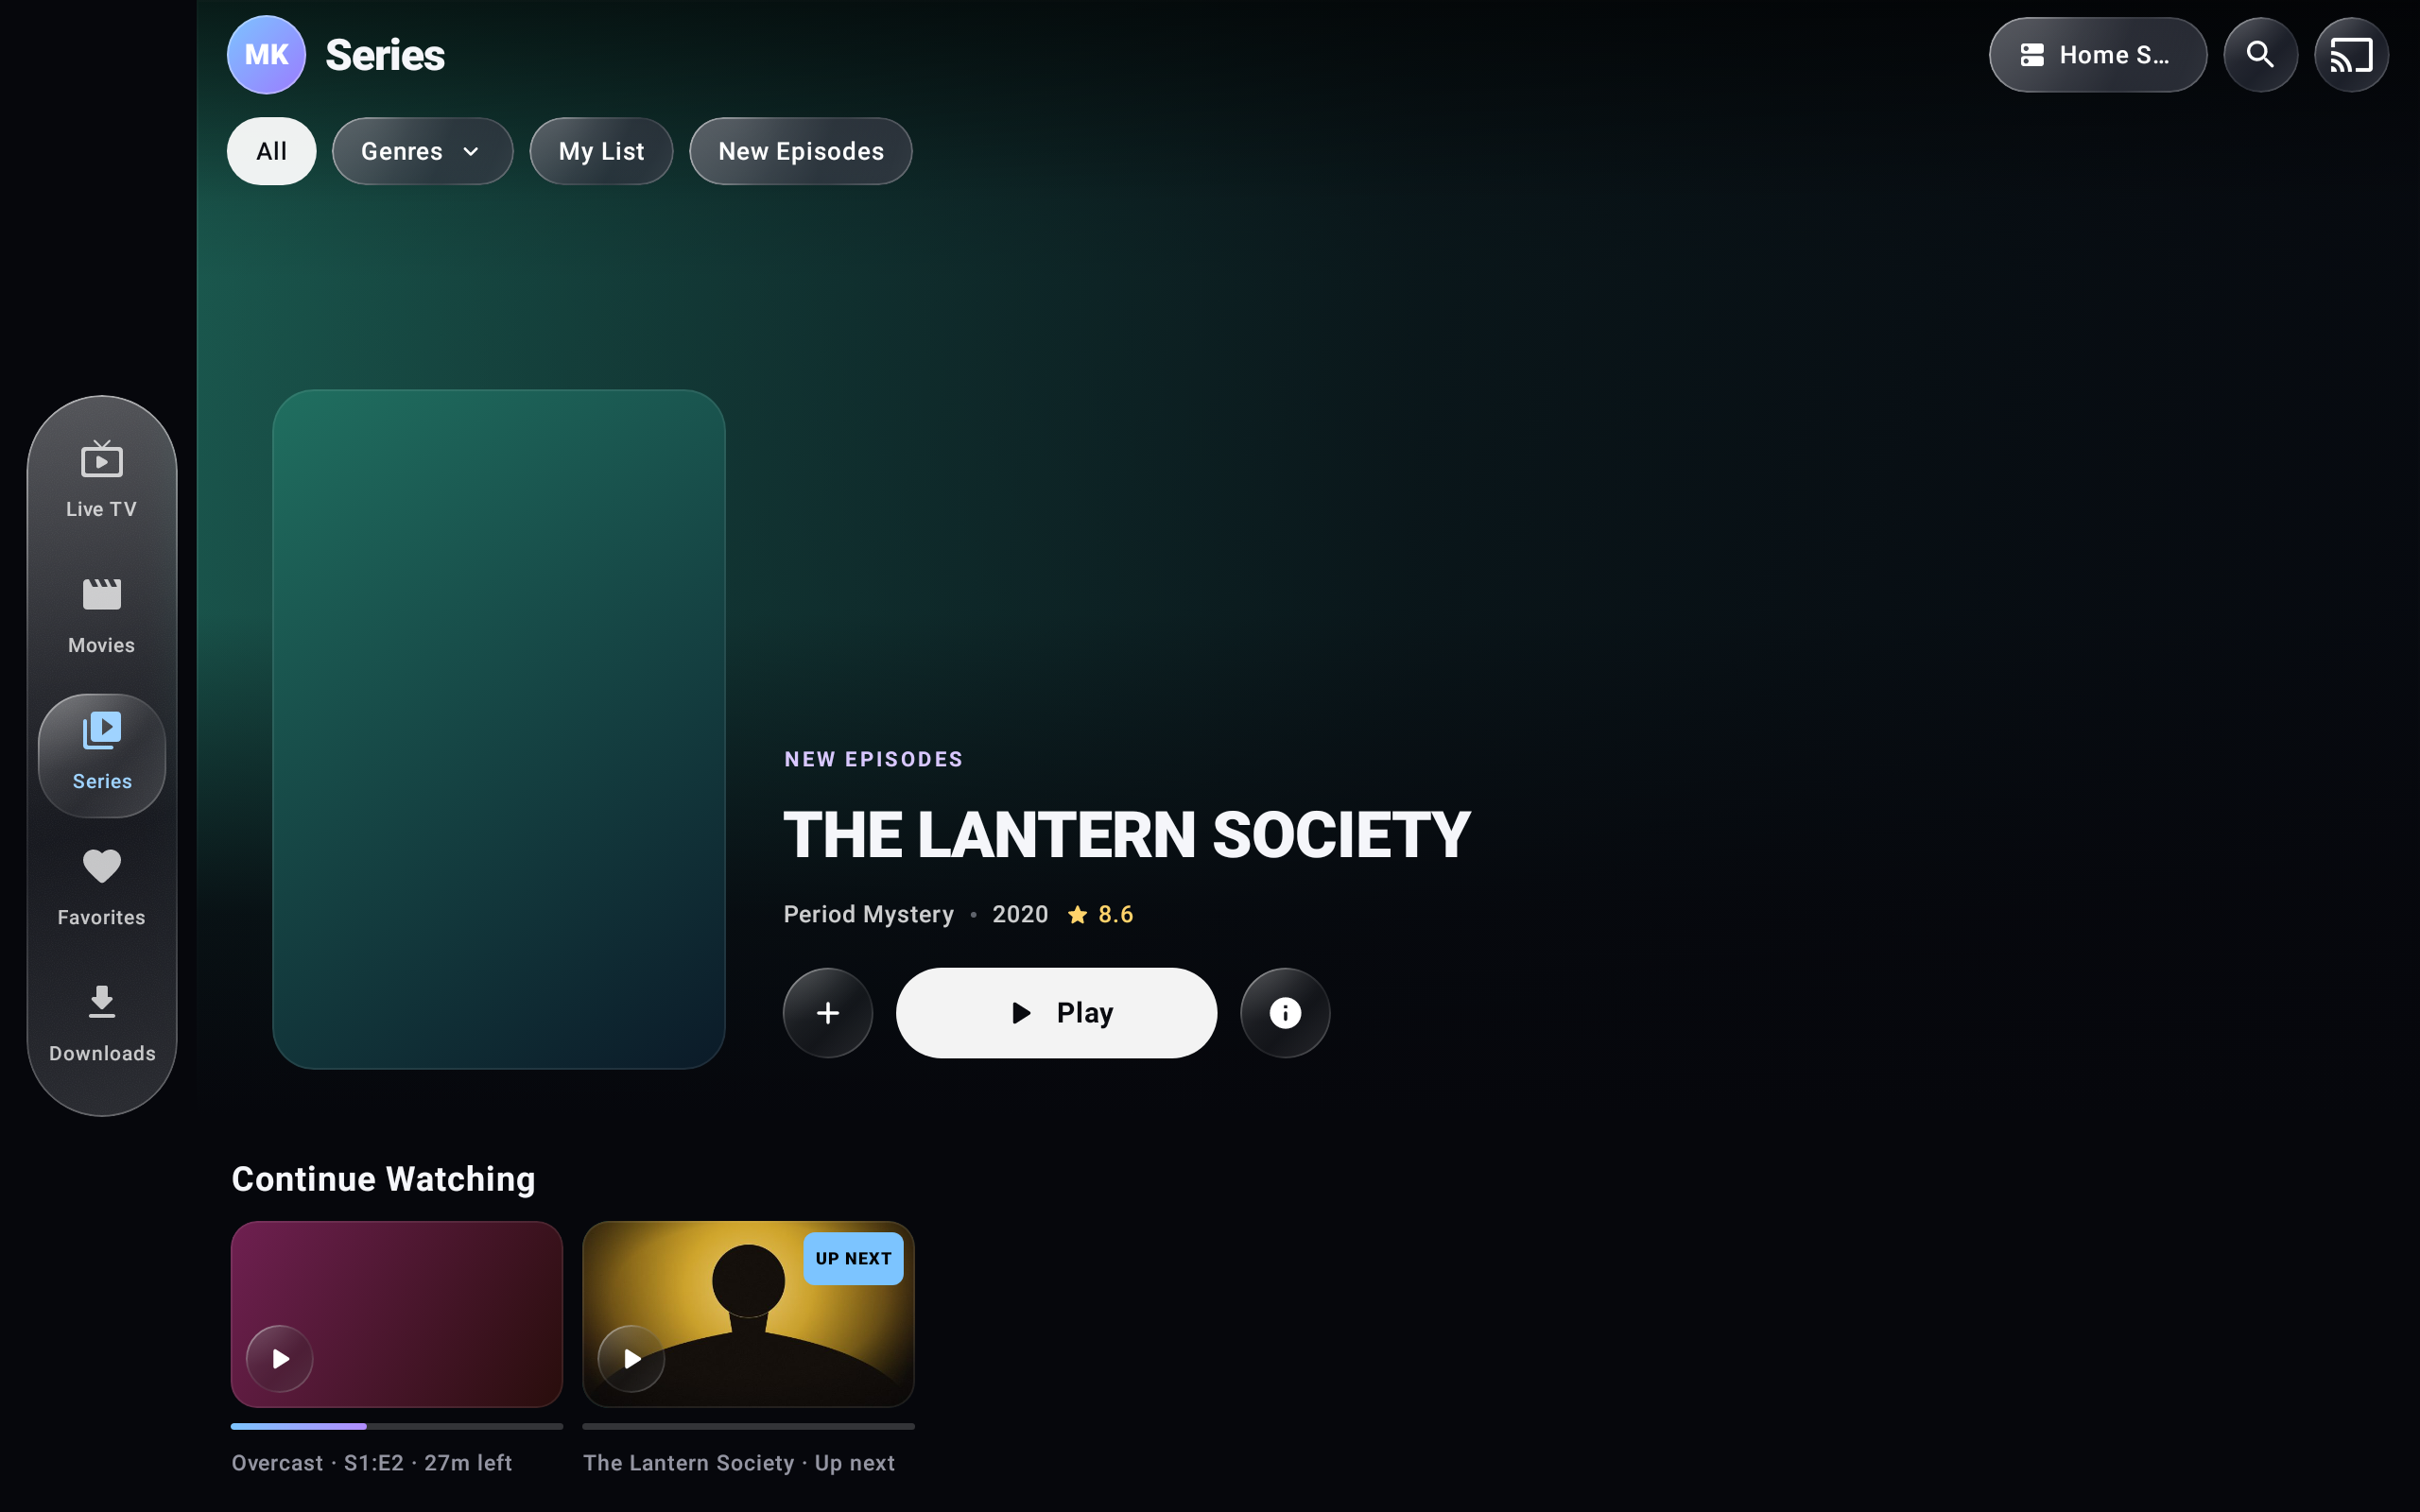 MK
Series
Home S...
All
Genres
My List
New Episodes
Live TV
Movies
Series
Favorites
Downloads
NEW EPISODES
THE LANTERN SOCIETY
Period Mystery • 2020 8.6
Play
Continue Watching
UP NEXT
Overcast · S1:E2 · 27m left
The Lantern Society · Up next